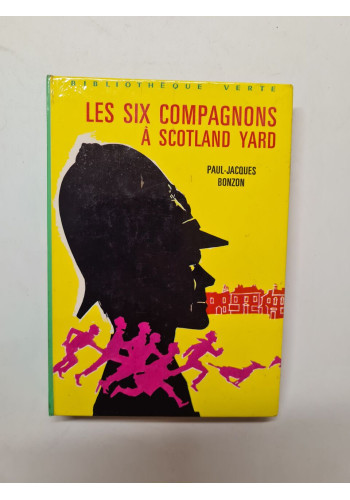 BIBLIOTHÈQUE VERTE
LES SIX COMPAGNONS
À SCOTLAND YARD
PAUL-JACQUES
BONZON